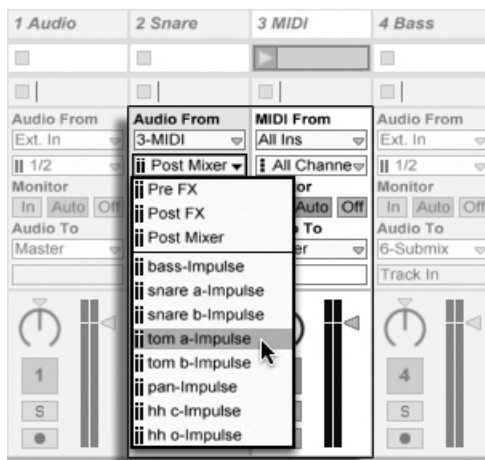 1 Audio 2 Snare 3 MIDI 4 Bass
Audio From Audio From MIDI From Audio From
Ext. In 3-MIDI All Ins Ext. In
1/2 Post Mixer All Channe 1/2
Monitor Pre FX or Monitor
In Auto Off Post FX Auto Off In Auto Off
Audio To Post Mixer To Audio To
Master er 6-Submix
bass-Impulse Track In
snare a-Impulse
snare b-Impulse
tom a-Impulse
tom b-Impulse
1 pan-Impulse 4
S hh c-Impulse S
hh o-Impulse